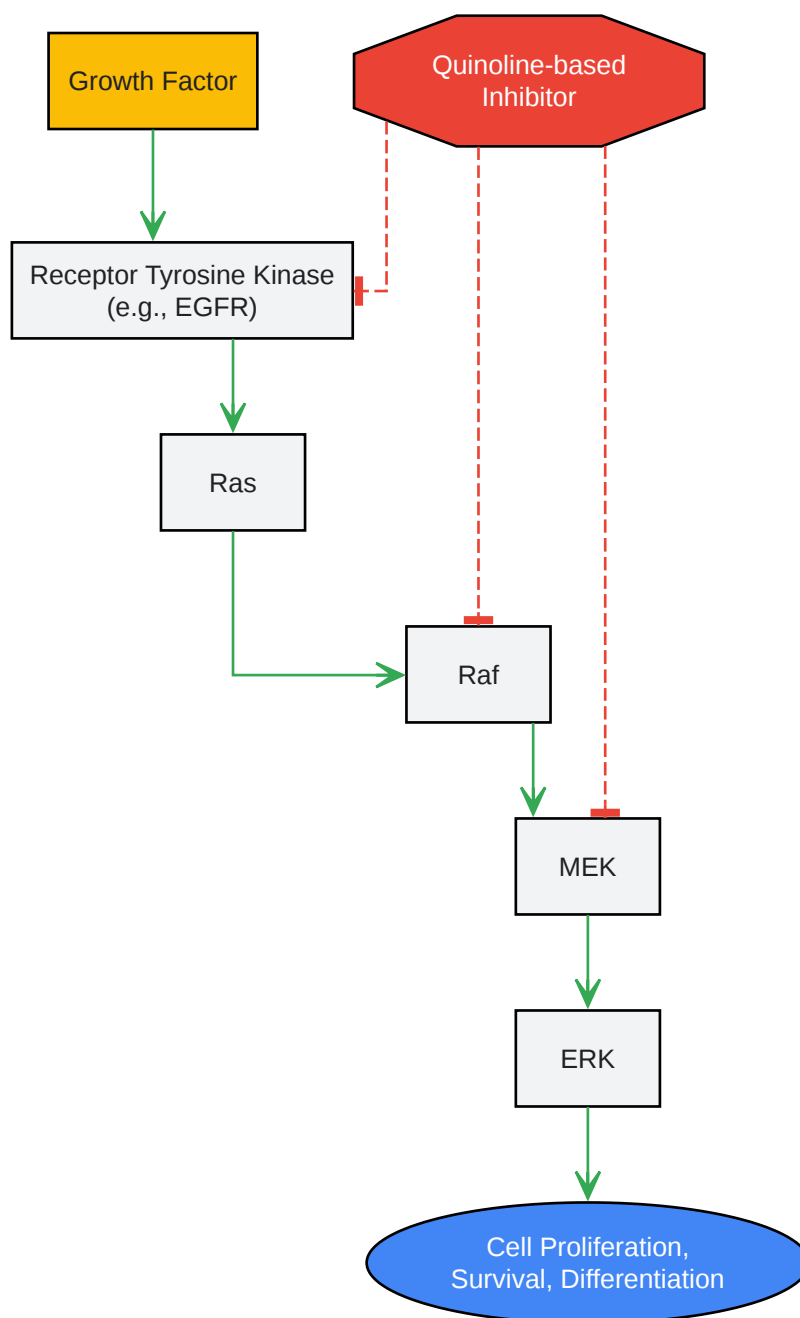 Growth Factor
Quinoline-based
Inhibitor
Receptor Tyrosine Kinase
(e.g., EGFR)
Ras
Raf
MEK
ERK
Cell Proliferation,
Survival, Differentiation